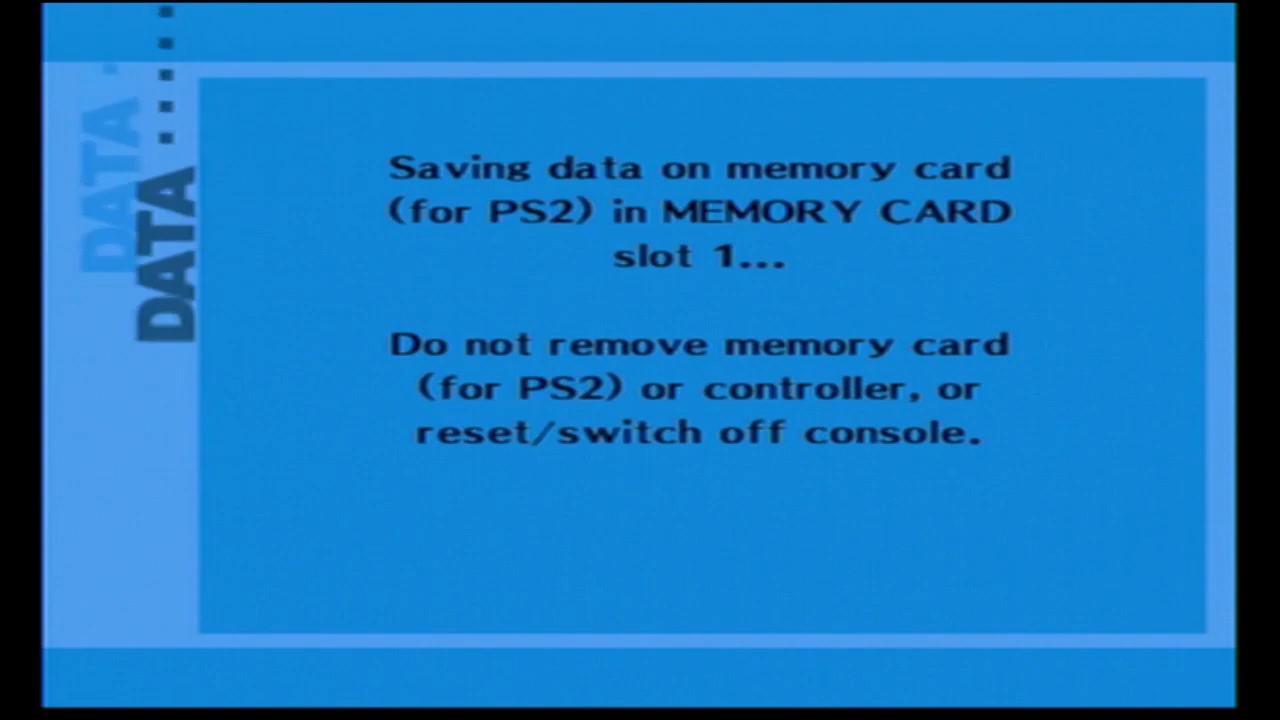 DATA
DATA.....
Saving data on memory card
(for PS2) in MEMORY CARD
slot 1...
Do not remove memory card
(for PS2) or controller, or
reset/switch off console.